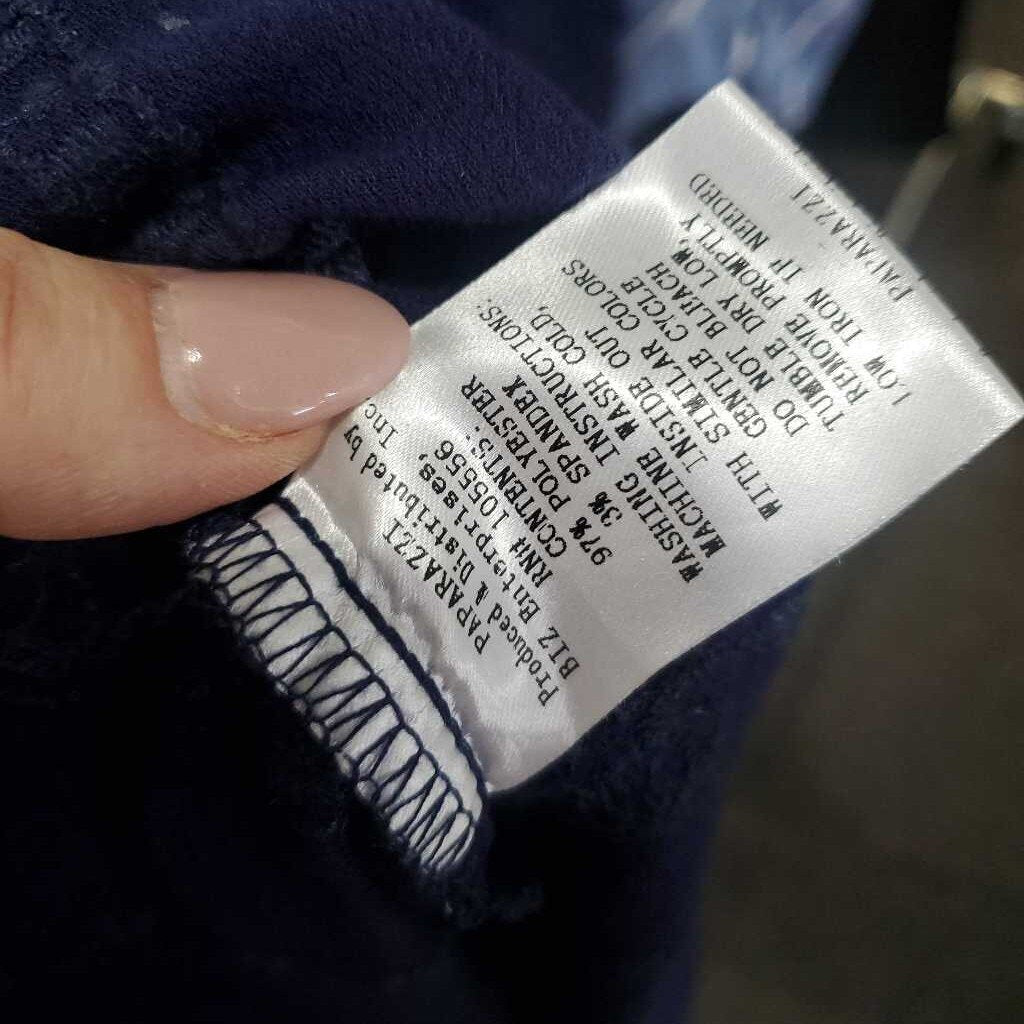 PAPARAZZI
Produced & Distributed by
BIZ Enterprises, Inc
RN# 105556
CONTENTS:
97% POLYESTER
3% SPANDEX
WASHING INSTRUCTIONS:
MACHINE WASH COLD,
INSIDE OUT
WITH SIMILAR COLORS
GENTLE CYCLE
DO NOT BLEACH
TUMBLE DRY LOW,
REMOVE PROMPTLY
LOW IRON IF NEEDED
PAPARAZZI